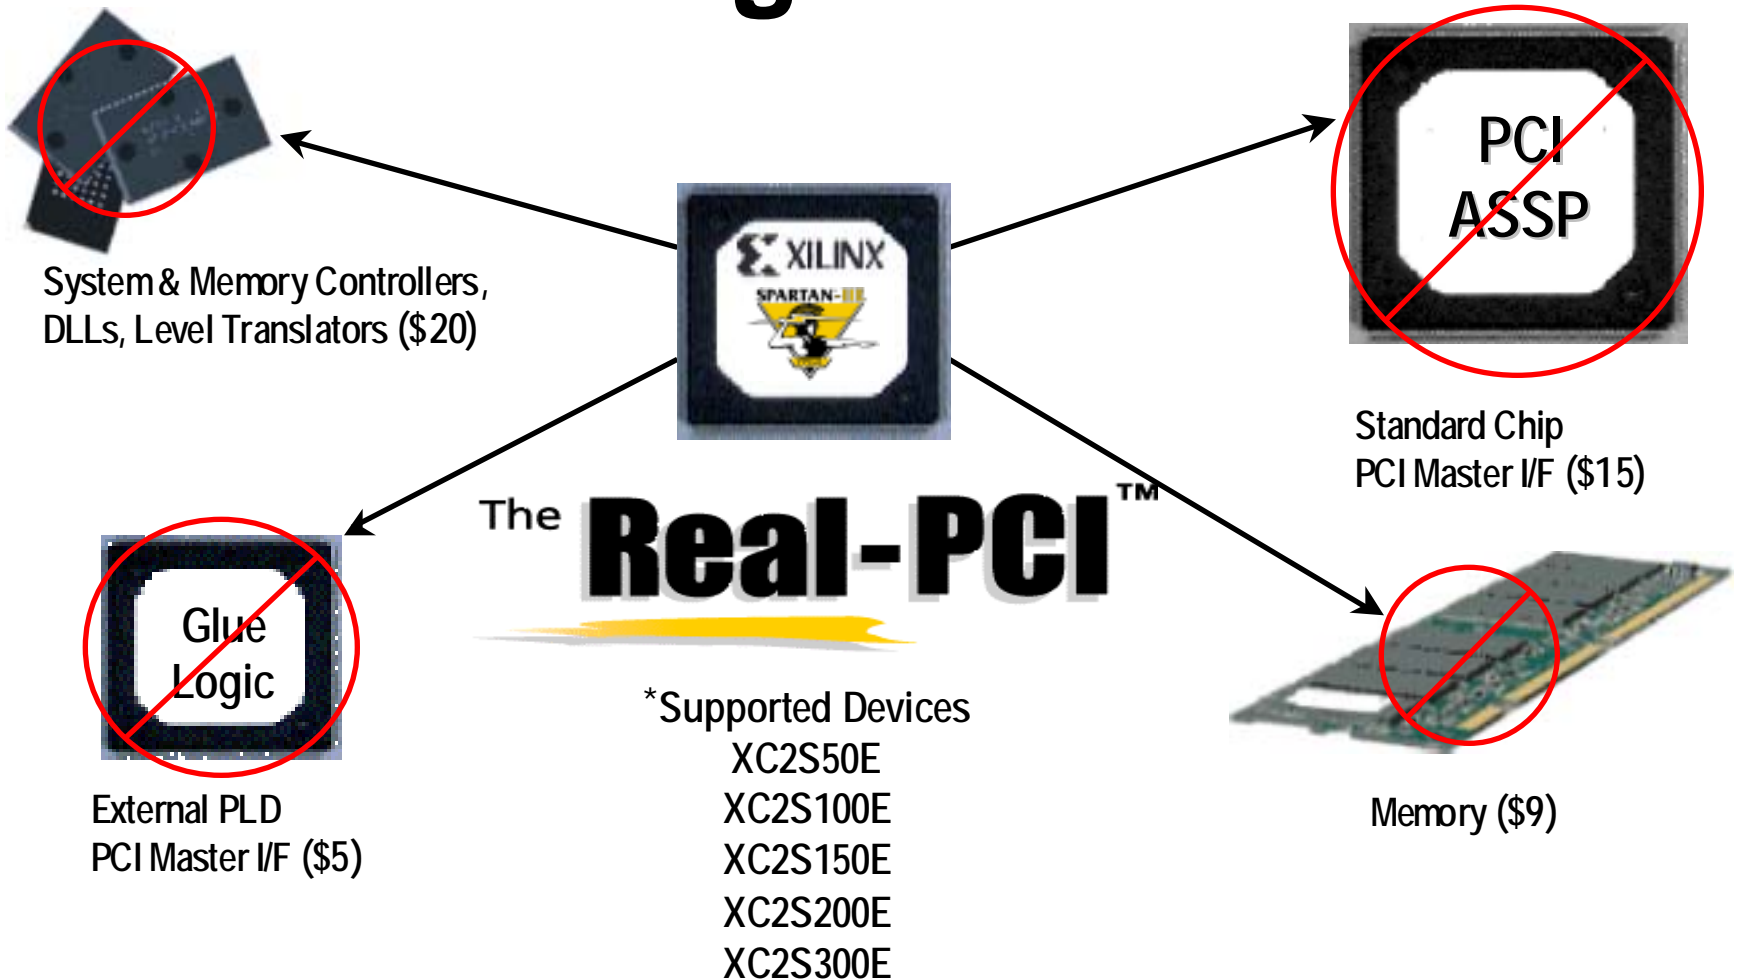 g
PCI
ASSP
XILINX
SPARTAN-IIE
System & Memory Controllers,
DLLs, Level Translators ($20)
Standard Chip
PCI Master I/F ($15)
The Real-PCI™
Glue
Logic
*Supported Devices
XC2S50E
XC2S100E
XC2S150E
XC2S200E
XC2S300E
External PLD
PCI Master I/F ($5)
Memory ($9)